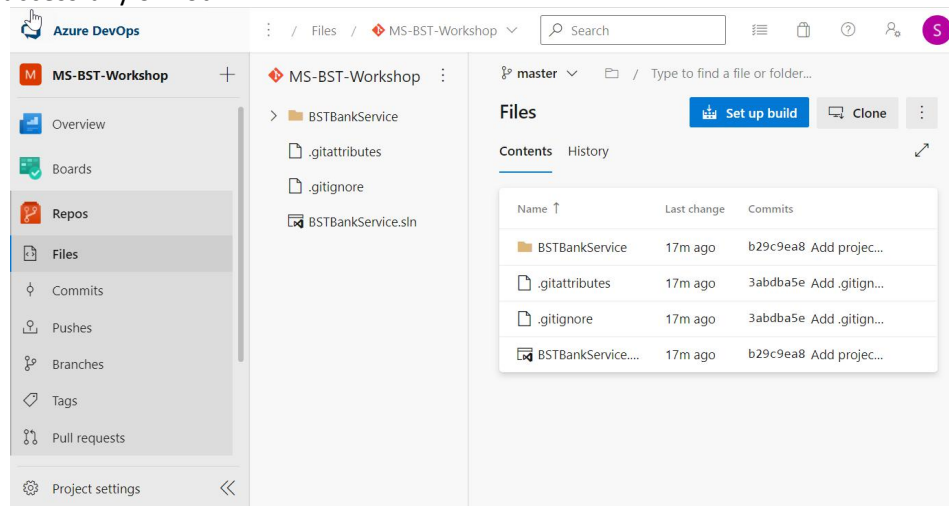 Azure DevOps
/ Files / MS-BST-Workshop
Search
S
M MS-BST-Workshop
Overview
Boards
Repos
Files
Commits
Pushes
Branches
Tags
Pull requests
Project settings
MS-BST-Workshop
BSTBankService
.gitattributes
.gitignore
BSTBankService.sln
master / Type to find a file or folder...
Files
Set up build
Clone
Contents History
Name ↑ Last change Commits
BSTBankService 17m ago b29c9ea8 Add projec...
.gitattributes 17m ago 3abdba5e Add .gitign...
.gitignore 17m ago 3abdba5e Add .gitign...
BSTBankService.... 17m ago b29c9ea8 Add projec...